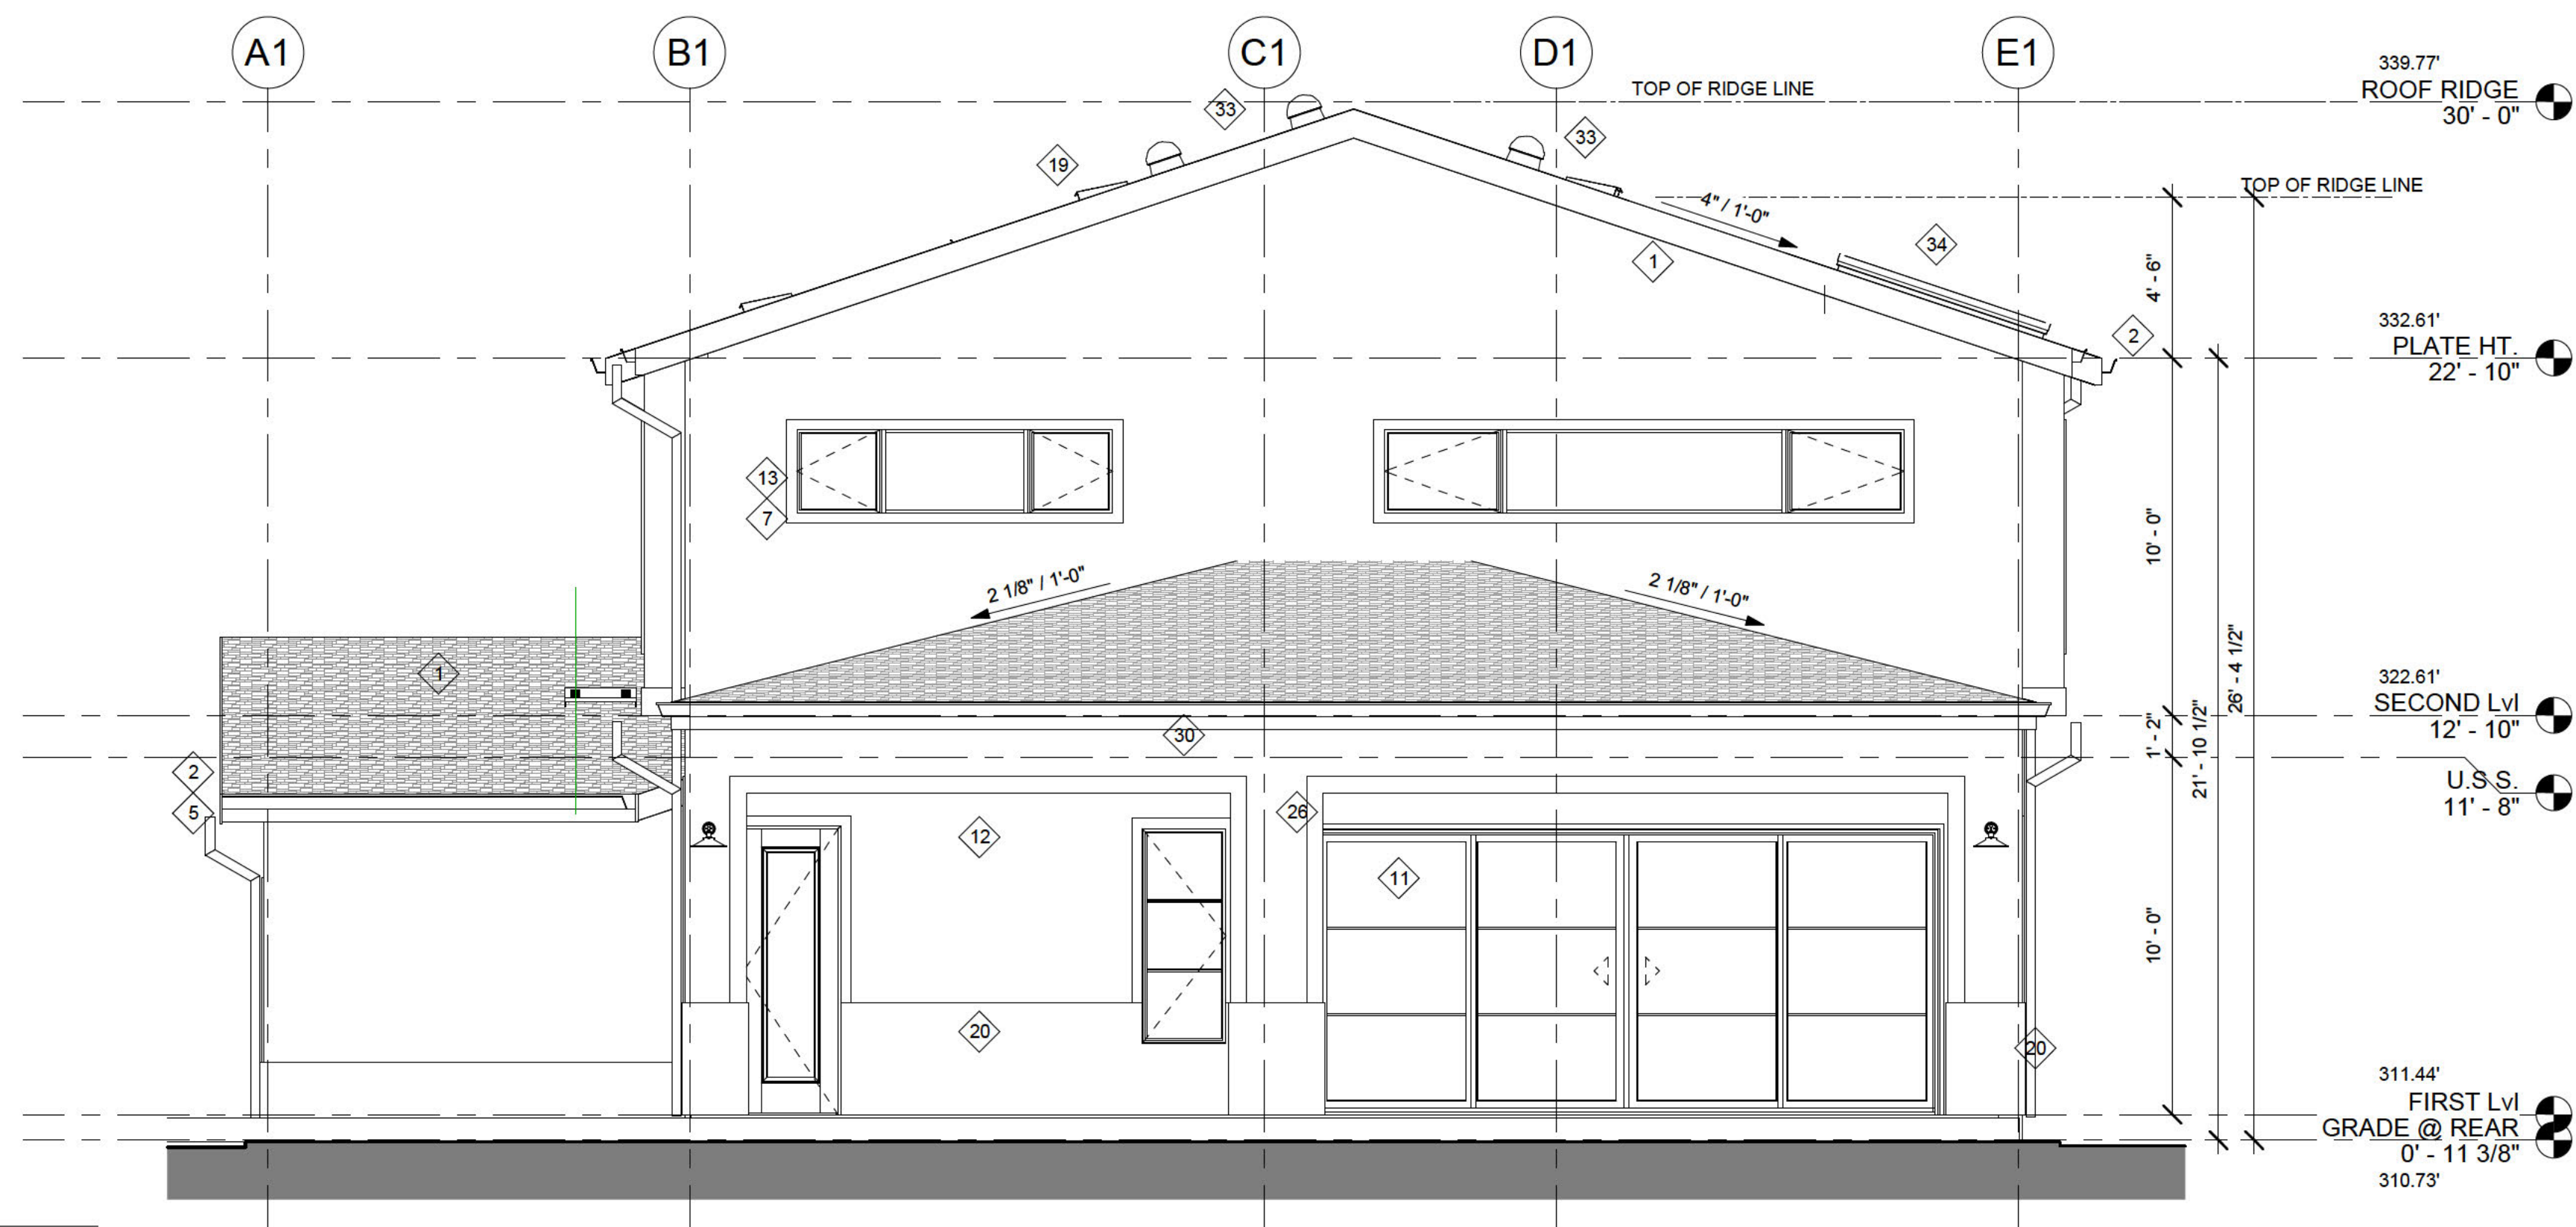 A1
B1
C1
D1
E1
339.77'
ROOF RIDGE
30' - 0"
TOP OF RIDGE LINE
33
33
19
TOP OF RIDGE LINE
4" / 1'-0"
34
1
4' - 6"
2
332.61'
PLATE HT.
22' - 10"
13
7
10' - 0"
2 1/8" / 1'-0"
2 1/8" / 1'-0"
26' - 4 1/2"
1
322.61'
SECOND Lvl
12' - 10"
30
1' - 2"
21' - 10 1/2"
2
5
U.S.S.
11' - 8"
26
12
11
10' - 0"
20
20
311.44'
FIRST Lvl
GRADE @ REAR
0' - 11 3/8"
310.73'